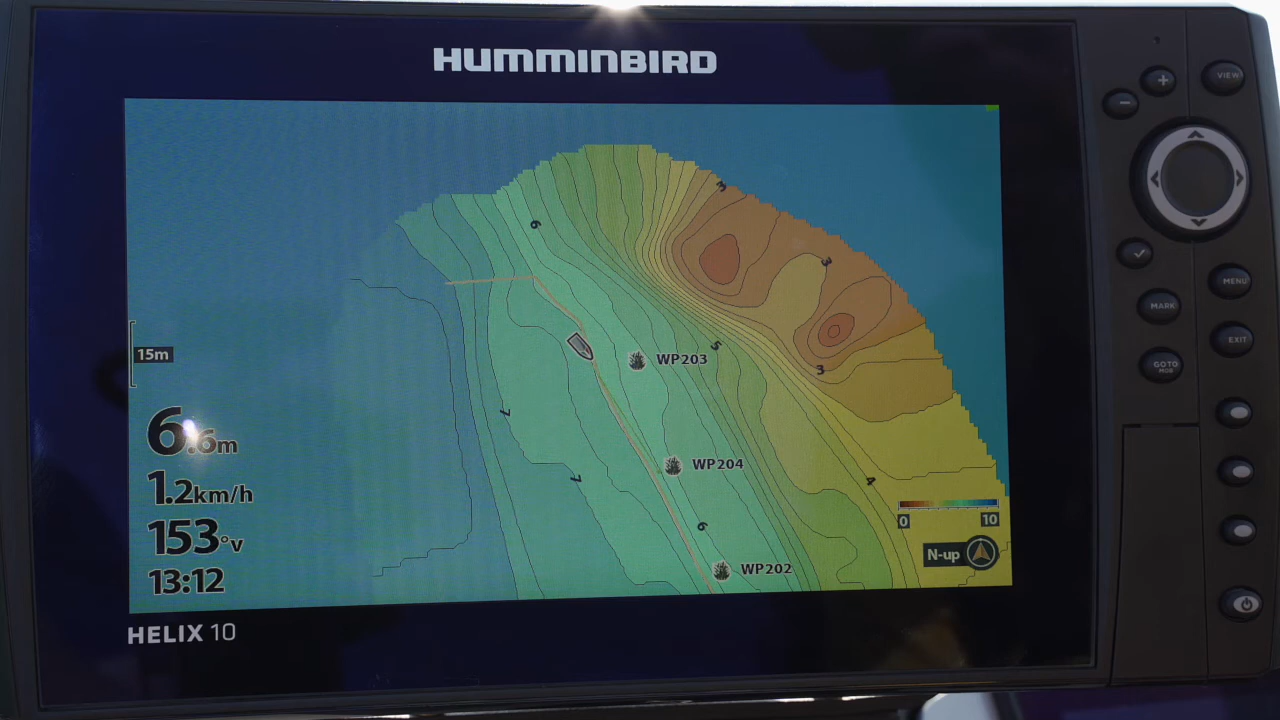 HUMMINBIRD
VIEW
3
6
3
MENU
MARK
EXIT
15m
5
WP203
3
GOTO
MOB
7
6.6m
WP204
7
4
1.2km/h
0
10
6
153°v
N-up
WP202
13:12
HELIX 10